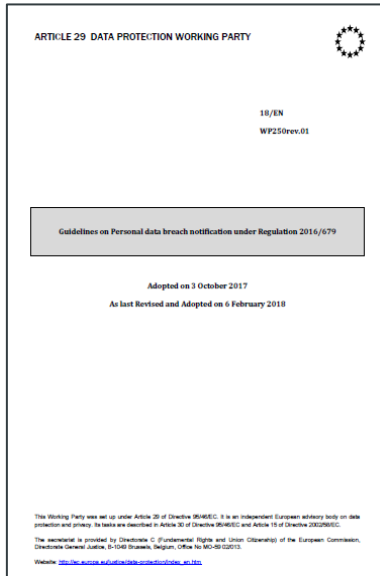 ARTICLE 29 DATA PROTECTION WORKING PARTY
18/EN
WP250rev.01
Guidelines on Personal data breach notification under Regulation 2016/679
Adopted on 3 October 2017
As last Revised and Adopted on 6 February 2018
This Working Party was set up under Article 29 of Directive 95/46/EC. It is an independent European advisory body on data
protection and privacy. Its tasks are described in Article 30 of Directive 95/46/EC and Article 15 of Directive 2002/58/EC.
The secretariat is provided by Directorate C (Fundamental Rights and Union Citizenship) of the European Commission,
Directorate General Justice, B-1049 Brussels, Belgium, Office No MO-59 02/013.
Website: http://ec.europa.eu/justice/data-protection/index_en.htm